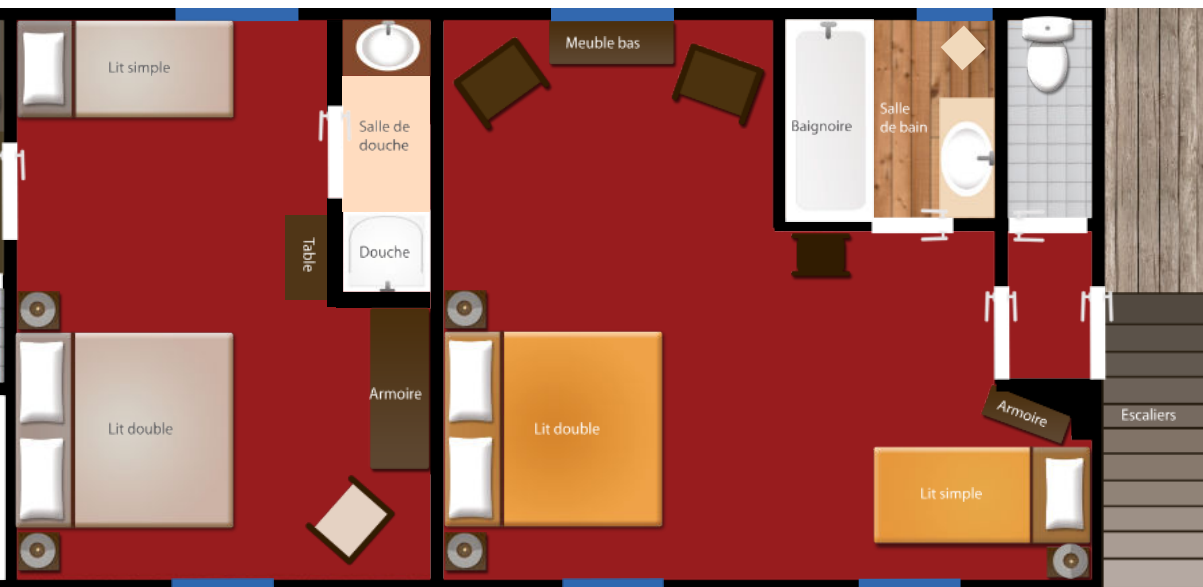 Lit simple
Salle de
douche
Douche
Table
Armoire
Lit double
Meuble bas
Baignoire
Salle
de bain
Lit double
Armoire
Lit simple
Escaliers